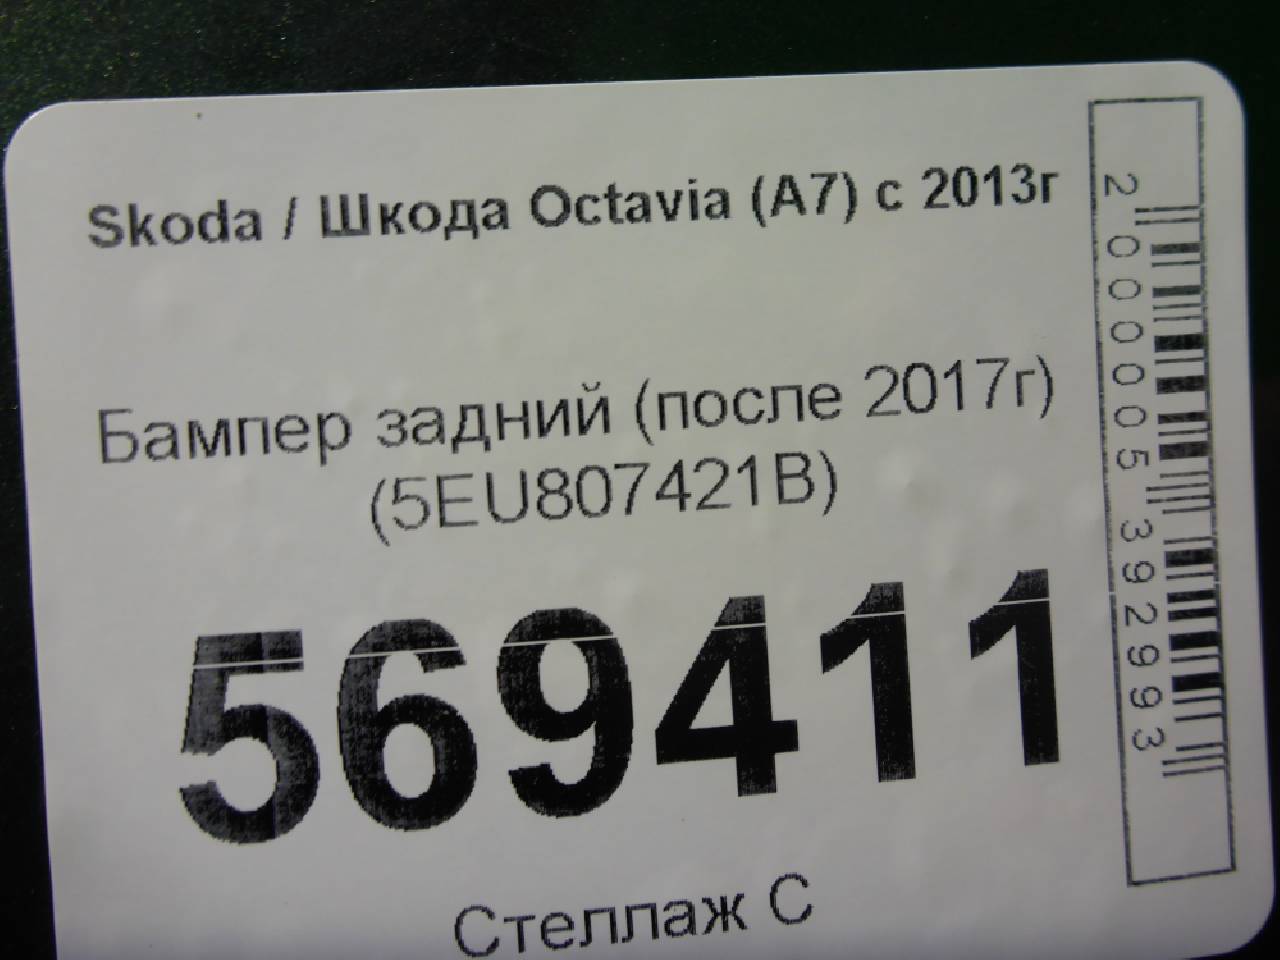 Skoda / Шкода Octavia (A7) с 2013г
Бампер задний (после 2017г)
(5EU807421B)
569411
Стеллаж С
2000005392993